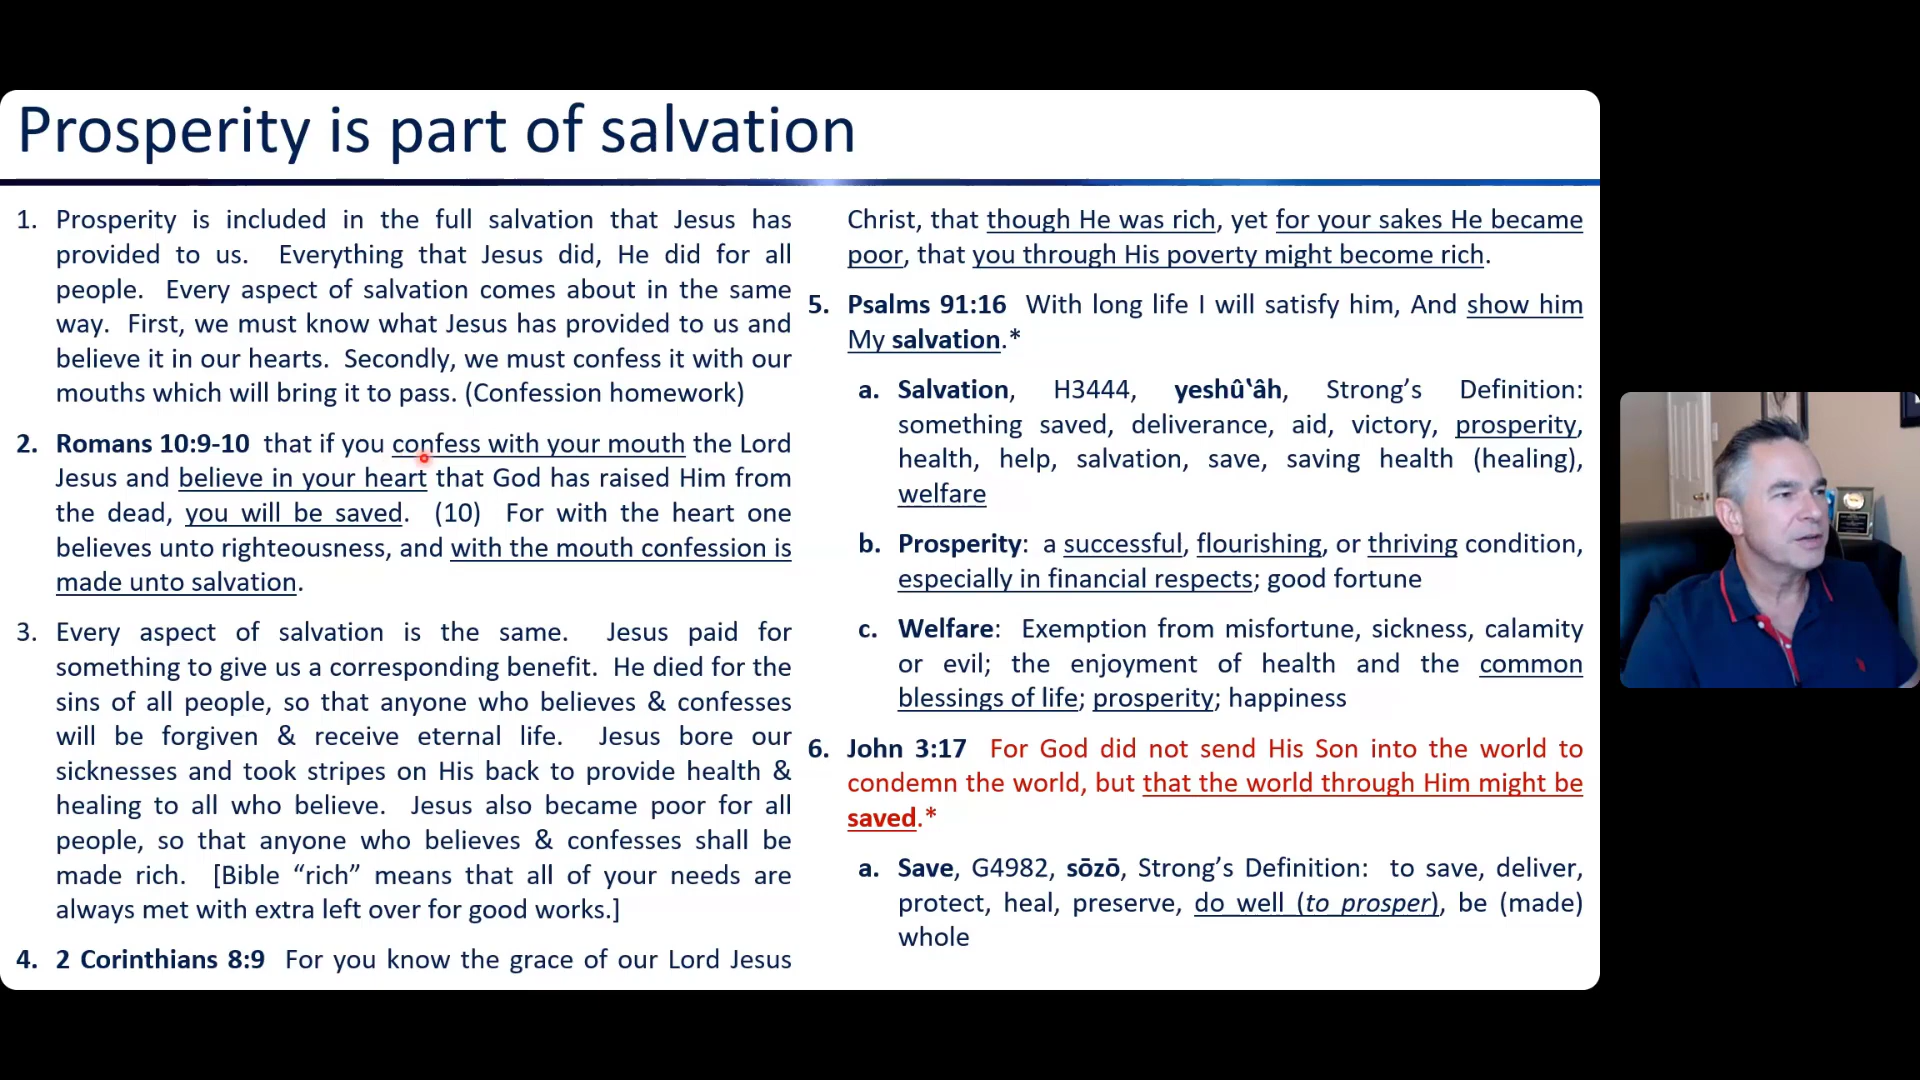 Prosperity is part of salvation
1. Prosperity is included in the full salvation that Jesus has
provided to us. Everything that Jesus did, He did for all
people. Every aspect of salvation comes about in the same
way. First, we must know what Jesus has provided to us and
believe it in our hearts. Secondly, we must confess it with our
mouths which will bring it to pass. (Confession homework)
2. Romans 10:9-10 that if you confess with your mouth the Lord
Jesus and believe in your heart that God has raised Him from
the dead, you will be saved. (10) For with the heart one
believes unto righteousness, and with the mouth confession is
made unto salvation.
3. Every aspect of salvation is the same. Jesus paid for
something to give us a corresponding benefit. He died for the
sins of all people, so that anyone who believes & confesses
will be forgiven & receive eternal life. Jesus bore our
sicknesses and took stripes on His back to provide health &
healing to all who believe. Jesus also became poor for all
people, so that anyone who believes & confesses shall be
made rich. [Bible “rich” means that all of your needs are
always met with extra left over for good works.]
4. 2 Corinthians 8:9 For you know the grace of our Lord Jesus
Christ, that though He was rich, yet for your sakes He became
poor, that you through His poverty might become rich.
5. Psalms 91:16 With long life I will satisfy him, And show him
My salvation.*
a. Salvation, H3444, yeshû‛âh, Strong’s Definition:
something saved, deliverance, aid, victory, prosperity,
health, help, salvation, save, saving health (healing),
welfare
b. Prosperity: a successful, flourishing, or thriving condition,
especially in financial respects; good fortune
c. Welfare: Exemption from misfortune, sickness, calamity
or evil; the enjoyment of health and the common
blessings of life; prosperity; happiness
6. John 3:17 For God did not send His Son into the world to
condemn the world, but that the world through Him might be
saved.*
a. Save, G4982, sōzō, Strong’s Definition: to save, deliver,
protect, heal, preserve, do well (to prosper), be (made)
whole